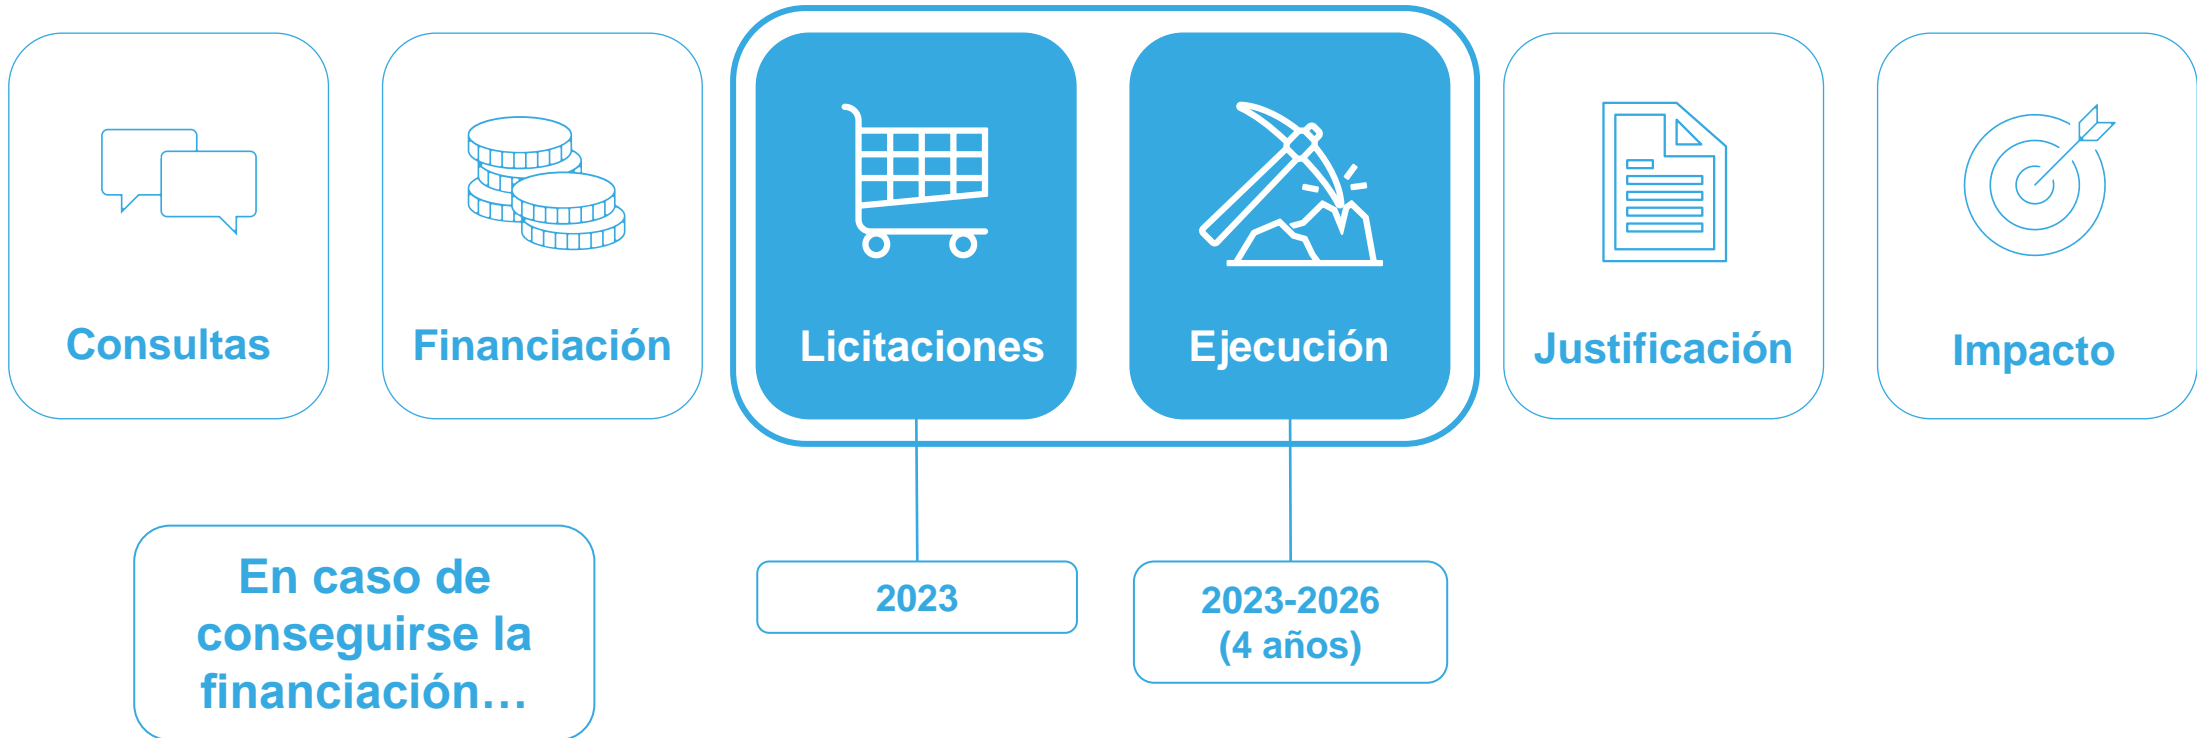 Consultas
Financiación
Licitaciones
Ejecución
Justificación
Impacto
En caso de
conseguirse la
financiación…
2023
2023-2026
(4 años)